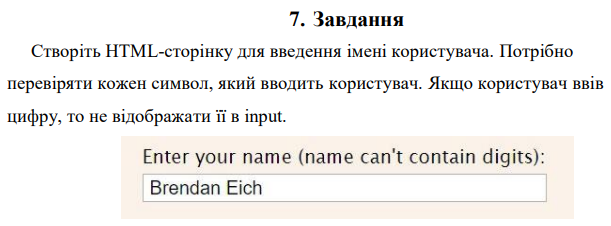 7. Завдання
Створіть HTML-сторінку для введення імені користувача. Потрібно
перевіряти кожен символ, який вводить користувач. Якщо користувач ввів
цифру, то не відображати її в input.
Enter your name (name can't contain digits):
Brendan Eich